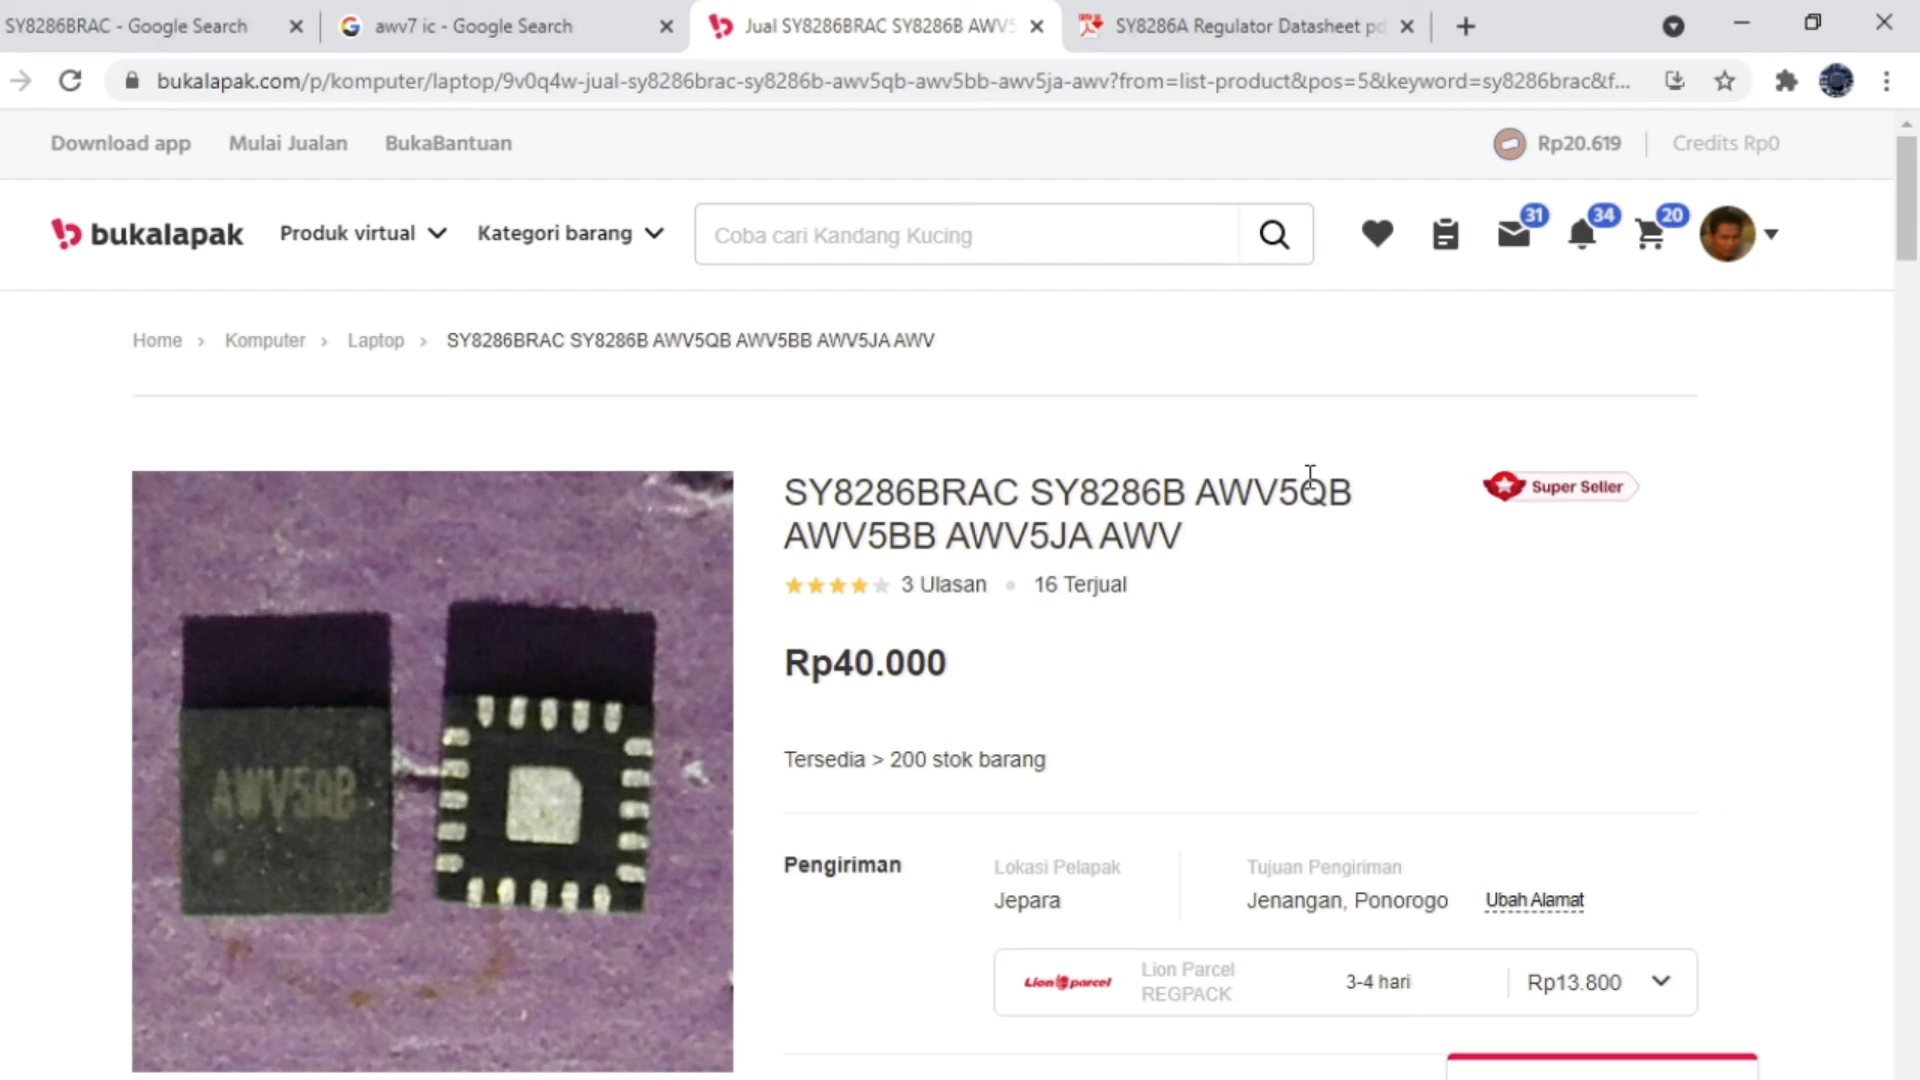 SY8286BRAC - Google Search
awv7 ic - Google Search
Jual SY8286BRAC SY8286B AWV5
SY8286A Regulator Datasheet pd
bukalapak.com/p/komputer/laptop/9v0q4w-jual-sy8286brac-sy8286b-awv5qb-awv5bb-awv5ja-awv?from=list-product&pos=5&keyword=sy8286brac&f...
Download app Mulai Jualan BukaBantuan Rp20.619 Credits Rp0
bukalapak Produk virtual Kategori barang Coba cari Kandang Kucing 31 34 20
Home › Komputer › Laptop › SY8286BRAC SY8286B AWV5QB AWV5BB AWV5JA AWV
SY8286BRAC SY8286B AWV5QB
AWV5BB AWV5JA AWV
Super Seller
3 Ulasan 16 Terjual
Rp40.000
Tersedia > 200 stok barang
AWV5QB
Pengiriman
Lokasi Pelapak
Jepara
Tujuan Pengiriman
Jenangan, Ponorogo Ubah Alamat
Lion parcel
Lion Parcel
REGPACK
3-4 hari
Rp13.800